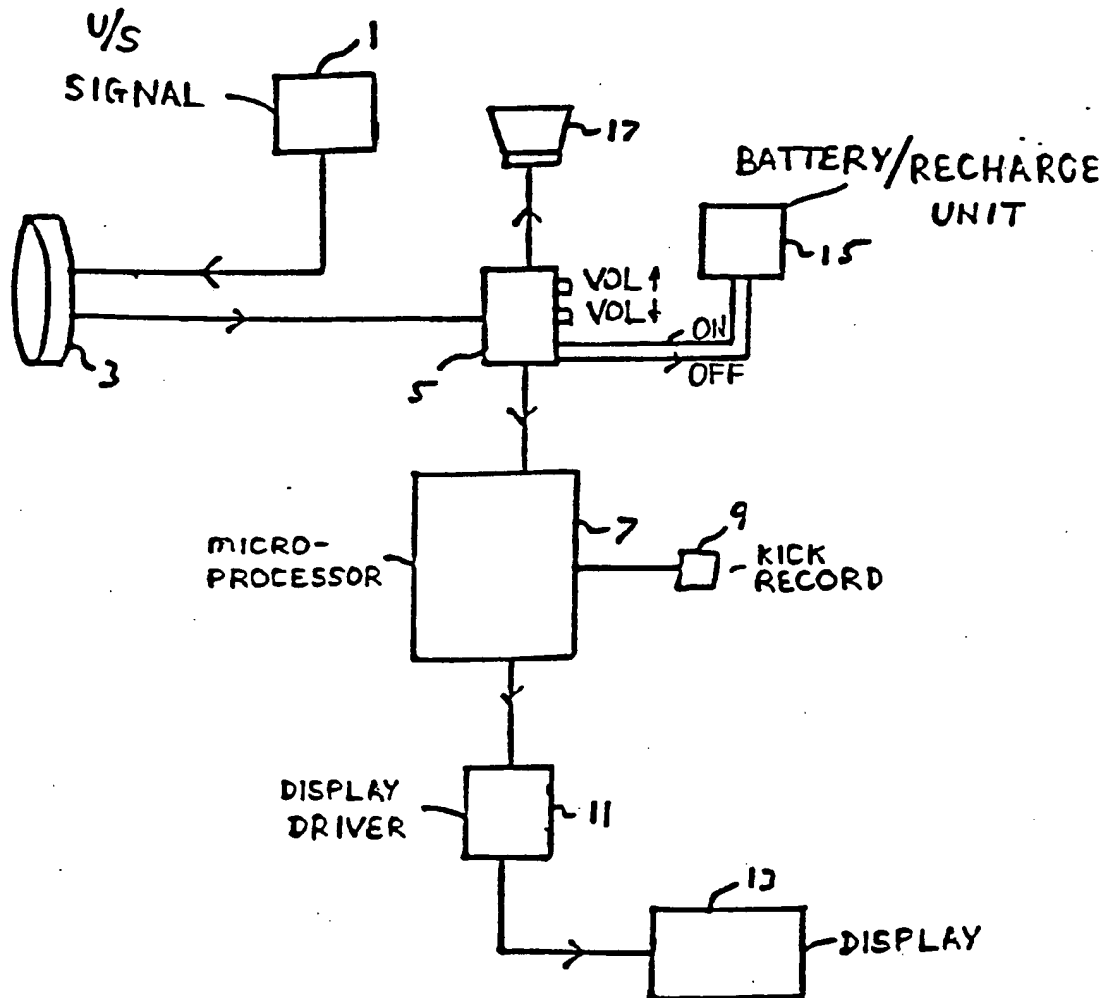 U/S
SIGNAL
1
17
BATTERY/RECHARGE
UNIT
15
VOL↑
VOL↓
ON
OFF
3
5
7
MICRO-
PROCESSOR
9
KICK
RECORD
DISPLAY
DRIVER
11
13
DISPLAY